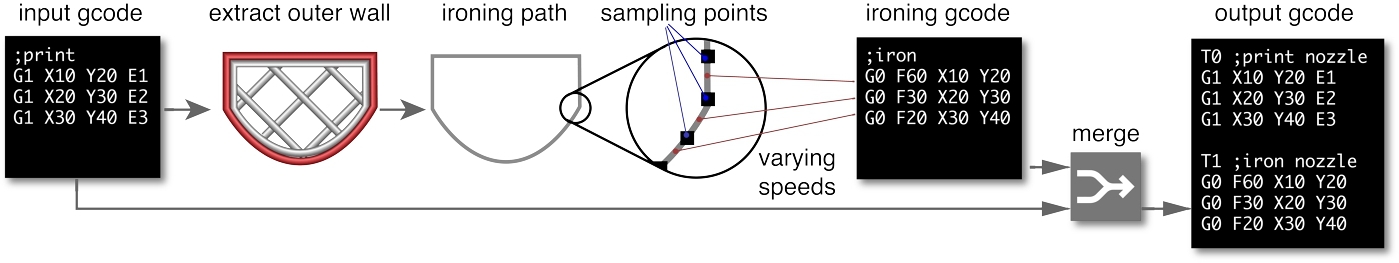 input gcode
;print
G1 X10 Y20 E1
G1 X20 Y30 E2
G1 X30 Y40 E3
extract outer wall
ironing path
sampling points
varying
speeds
ironing gcode
;iron
G0 F60 X10 Y20
G0 F30 X20 Y30
G0 F20 X30 Y40
merge
output gcode
T0 ;print nozzle
G1 X10 Y20 E1
G1 X20 Y30 E2
G1 X30 Y40 E3
T1 ;iron nozzle
G0 F60 X10 Y20
G0 F30 X20 Y30
G0 F20 X30 Y40